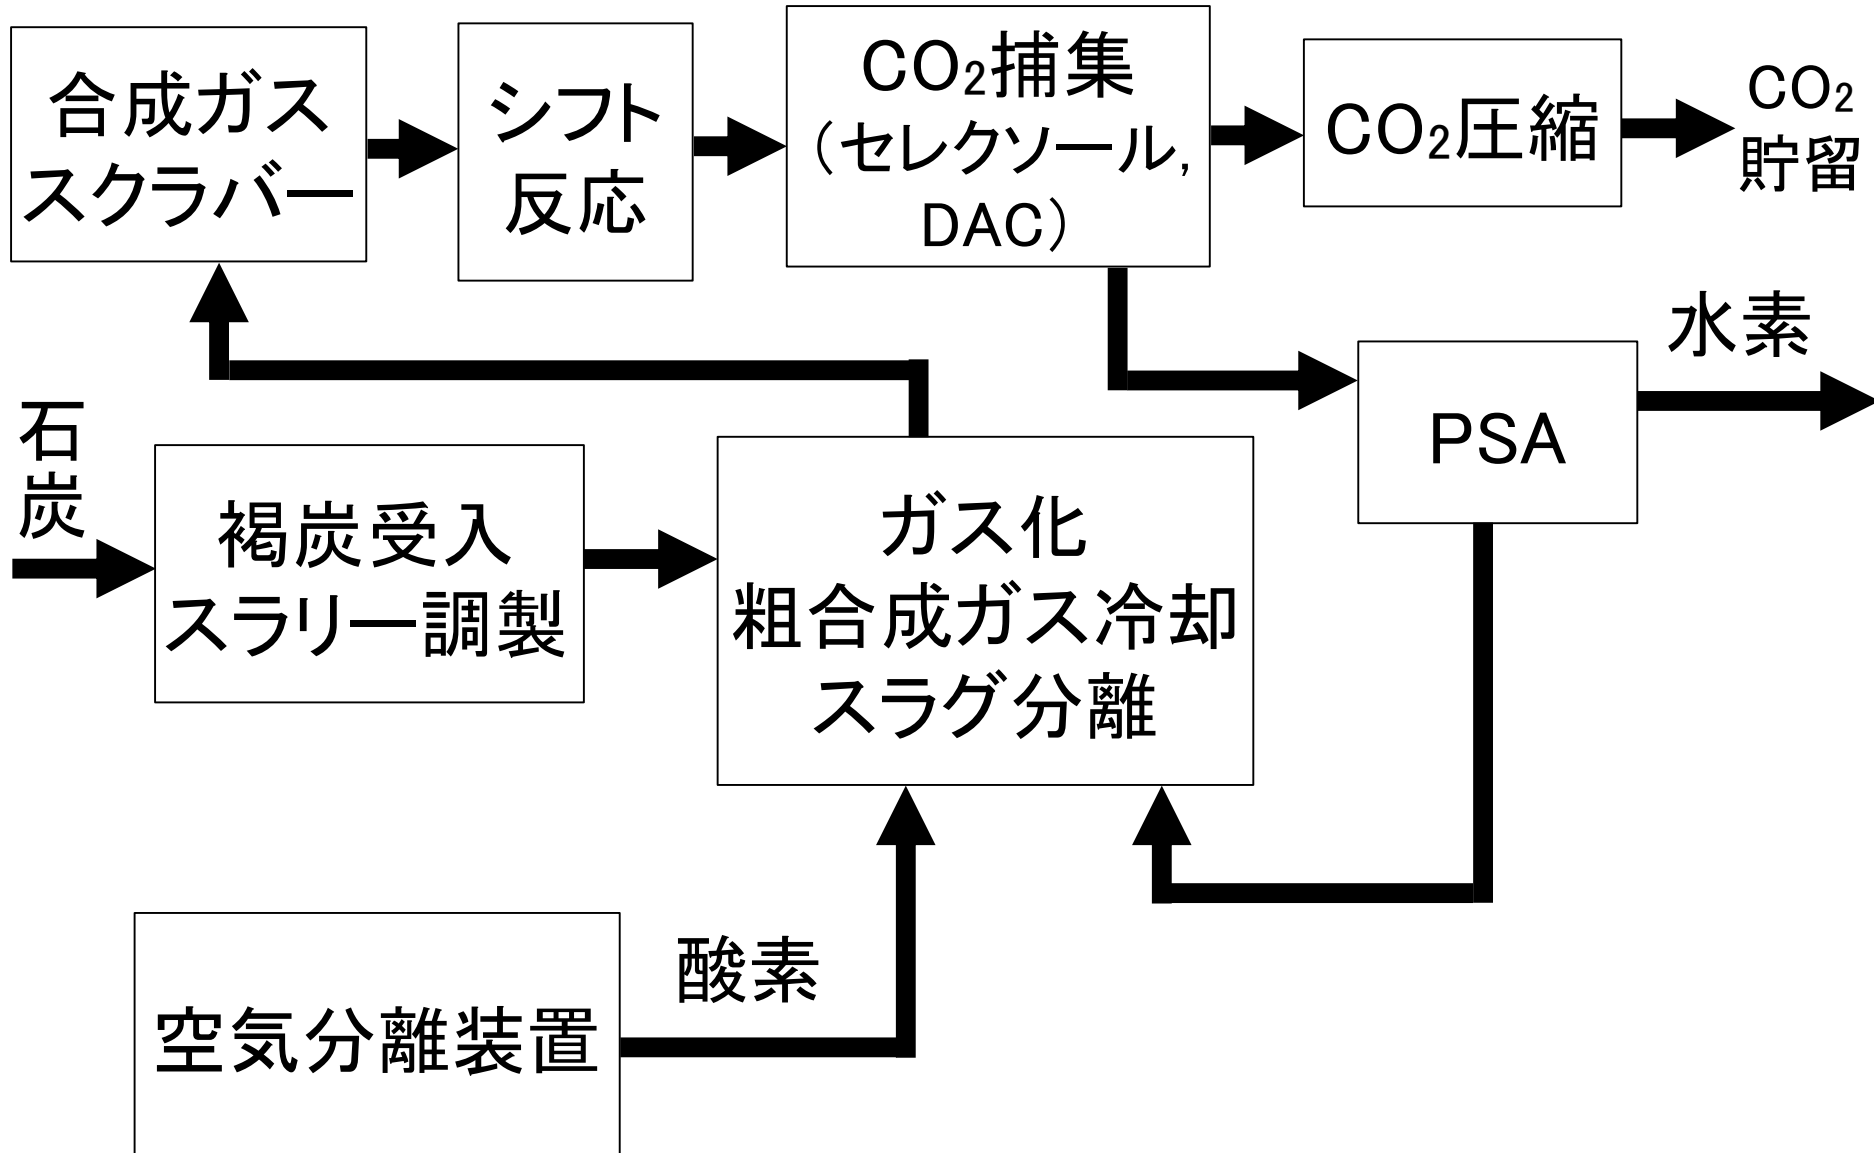 合成ガス
スクラバー
シフト
反応
CO₂捕集
（セレクソール,
DAC）
CO₂圧縮
CO₂
貯留
水素
PSA
石
炭
褐炭受入
スラリー調製
ガス化
粗合成ガス冷却
スラグ分離
酸素
空気分離装置